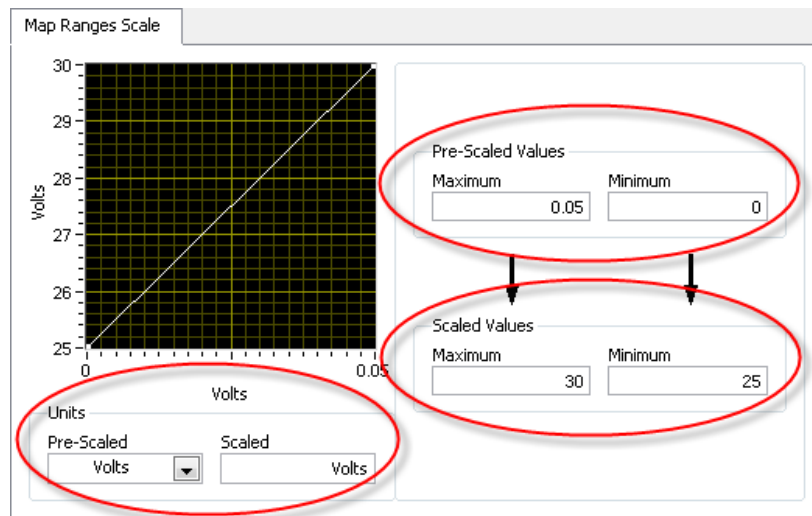 Map Ranges Scale
30
29
28
27
26
25
Volts
0
0.05
Volts
Units
Pre-Scaled
Scaled
Volts
Volts
Pre-Scaled Values
Maximum
Minimum
0.05
0
Scaled Values
Maximum
Minimum
30
25